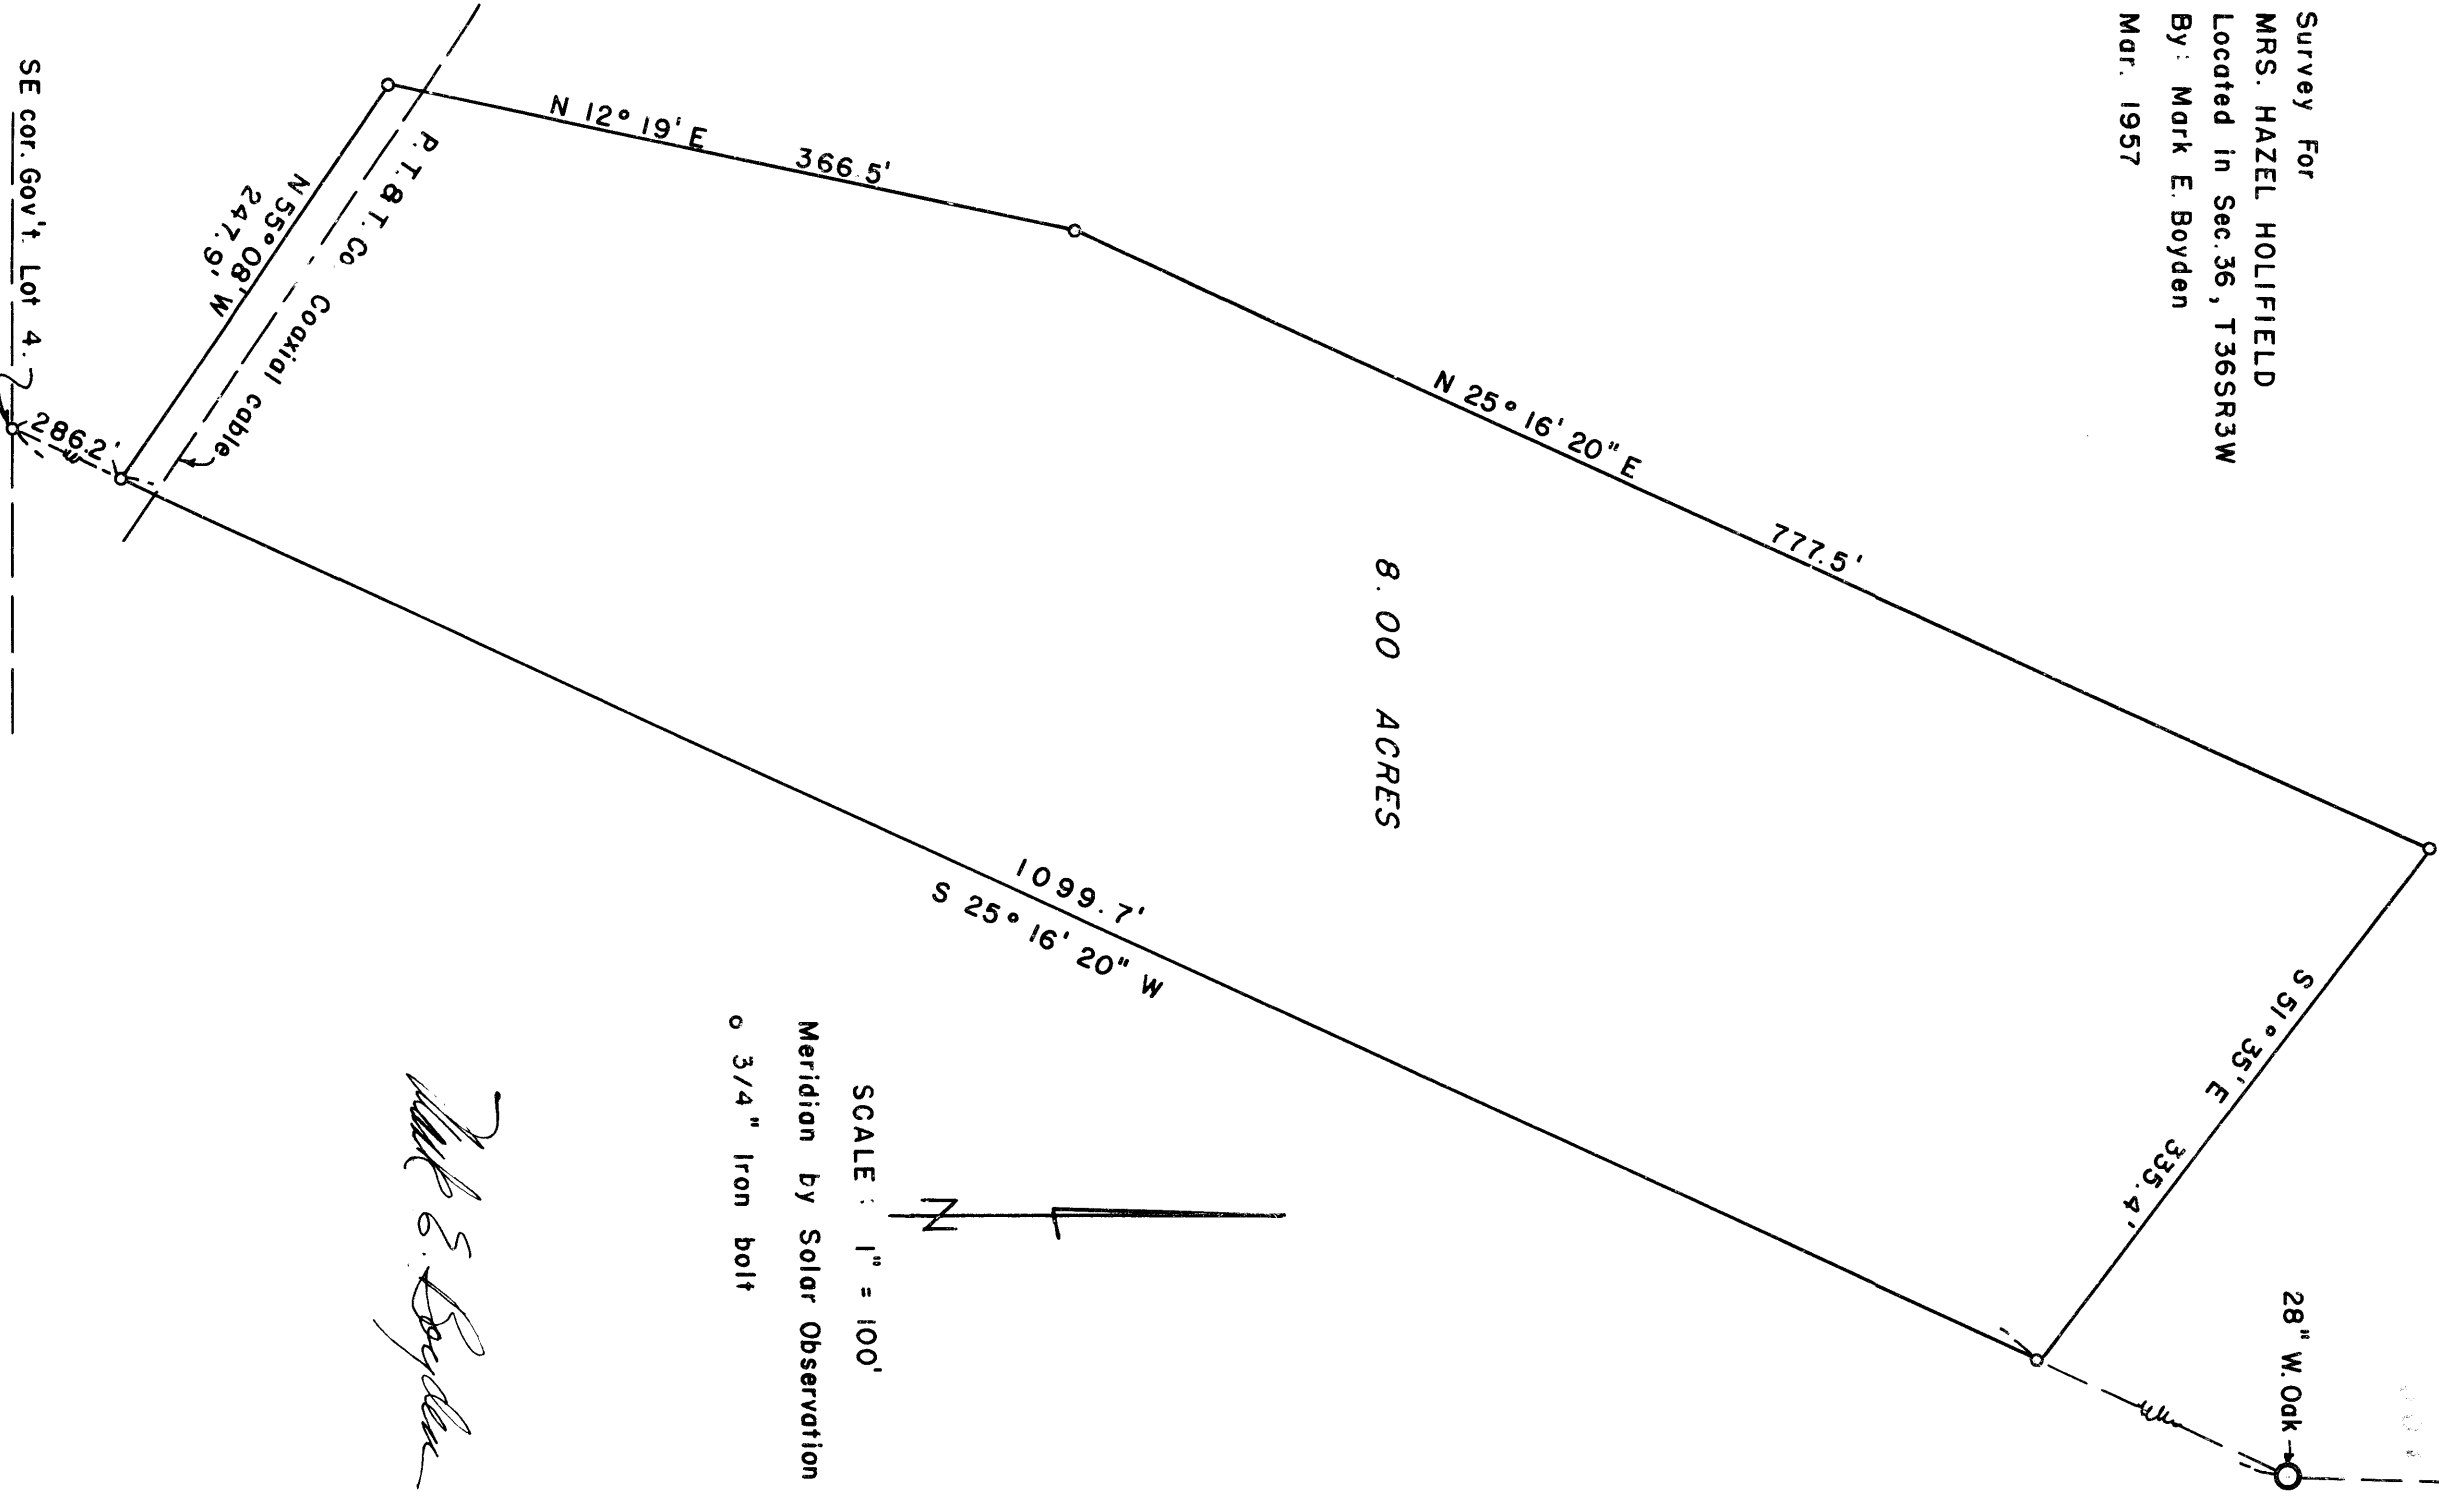 Survey For
MRS. HAZEL HOLIFIELD
Located in Sec. 36, T36SR3W
By: Mark E. Boyden
Mar. 1957
28" W. Oak
S 51° 35' E
335.4'
N 25° 16' 20" E
777.5'
8.00 ACRES
1099.7'
S 25° 16' 20" W
N 12° 19' E
366.5'
P.T.&T. Co. Coaxial cable
N 55° 08' W
247.9'
286.2'
SE cor. Gov't. Lot 4.
N
SCALE: 1" = 100'
Meridian by Solar Observation
o 3/4" Iron bolt
Mark E. Boyden